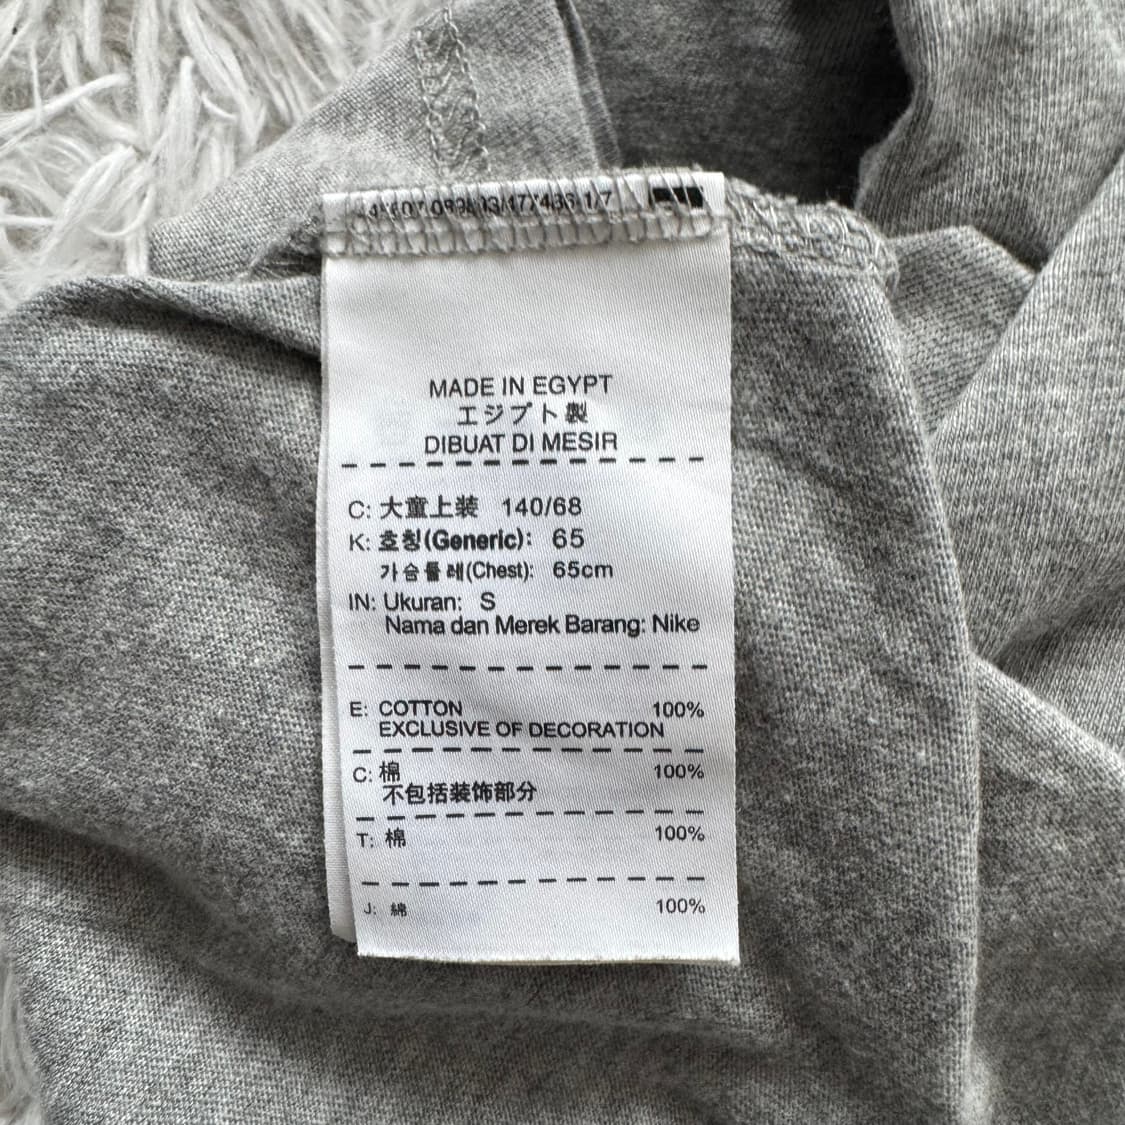 MADE IN EGYPT
エジプト製
DIBUAT DI MESIR
C: 大童上装 140/68
K: 호칭(Generic): 65
가슴둘레(Chest): 65cm
IN: Ukuran: S
Nama dan Merek Barang: Nike
E: COTTON 100%
EXCLUSIVE OF DECORATION
C: 棉 100%
不包括装饰部分
T: 棉 100%
J: 綿 100%